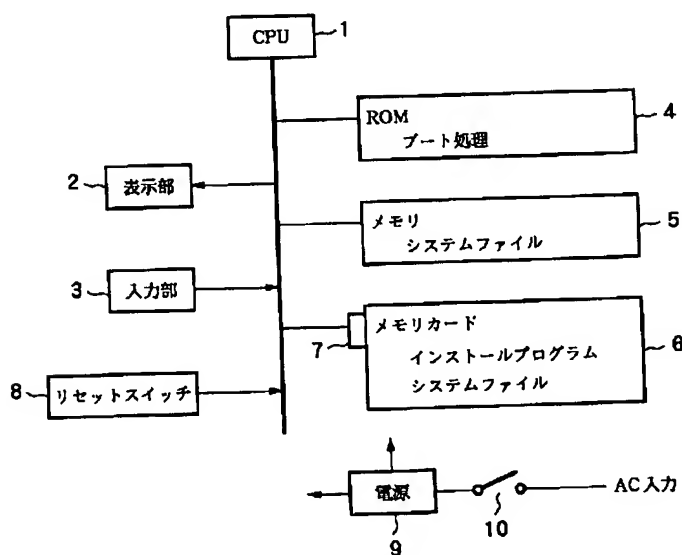 CPU
1
ROM
ブート処理
4
2
表示部
メモリ
システムファイル
5
3
入力部
7
メモリカード
インストールプログラム
システムファイル
6
8
リセットスイッチ
電源
9
10
AC入力